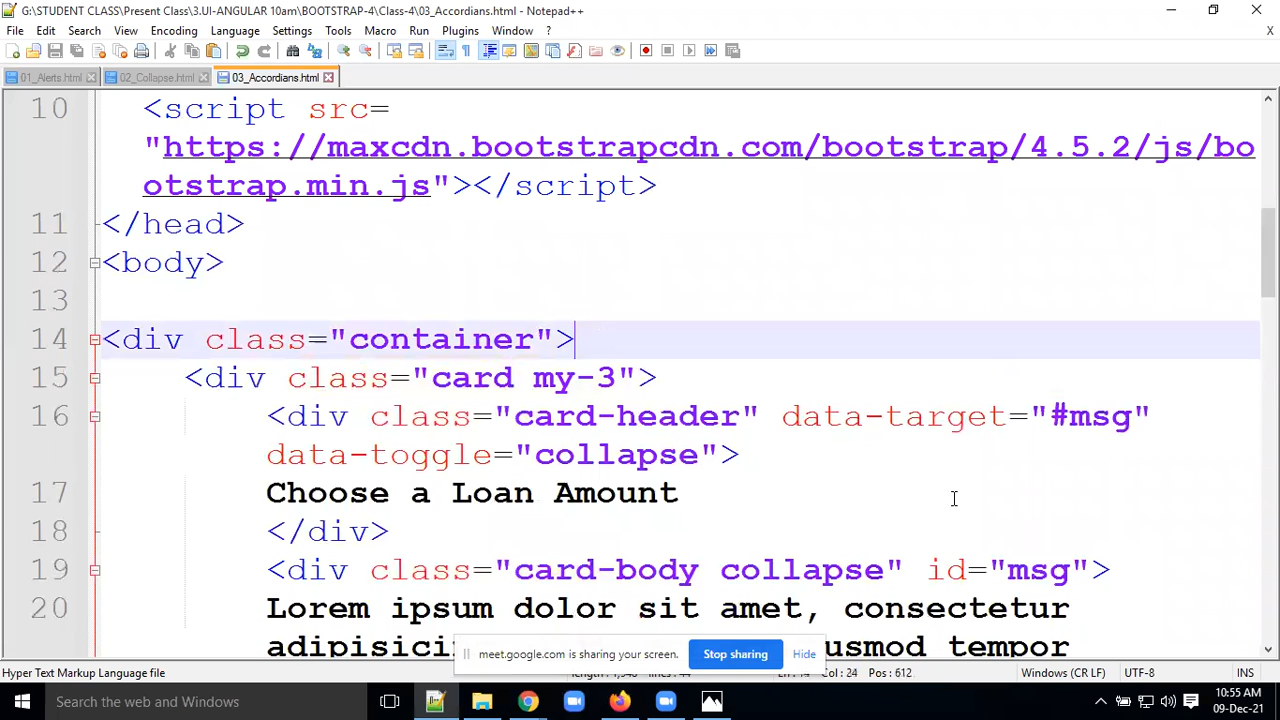 G:\STUDENT CLASS\Present Class\3.UI-ANGULAR 10am\BOOTSTRAP-4\Class-4\03_Accordians.html - Notepad++
File Edit Search View Encoding Language Settings Tools Macro Run Plugins Window ? X
01_Alerts.html 02_Collapse.html 03_Accordians.html
10 <script src=
"https://maxcdn.bootstrapcdn.com/bootstrap/4.5.2/js/bo
otstrap.min.js"></script>
11 </head>
12 <body>
13
14 <div class="container">
15 <div class="card my-3">
16 <div class="card-header" data-target="#msg"
data-toggle="collapse">
17 Choose a Loan Amount
18 </div>
19 <div class="card-body collapse" id="msg">
20 Lorem ipsum dolor sit amet, consectetur
tempor
meet.google.com is sharing your screen. Stop sharing Hide
Hyper Text Markup Language file Col : 24 Pos : 612 Windows (CR LF) UTF-8 INS
Type here to search
10:55 AM
09-Dec-21